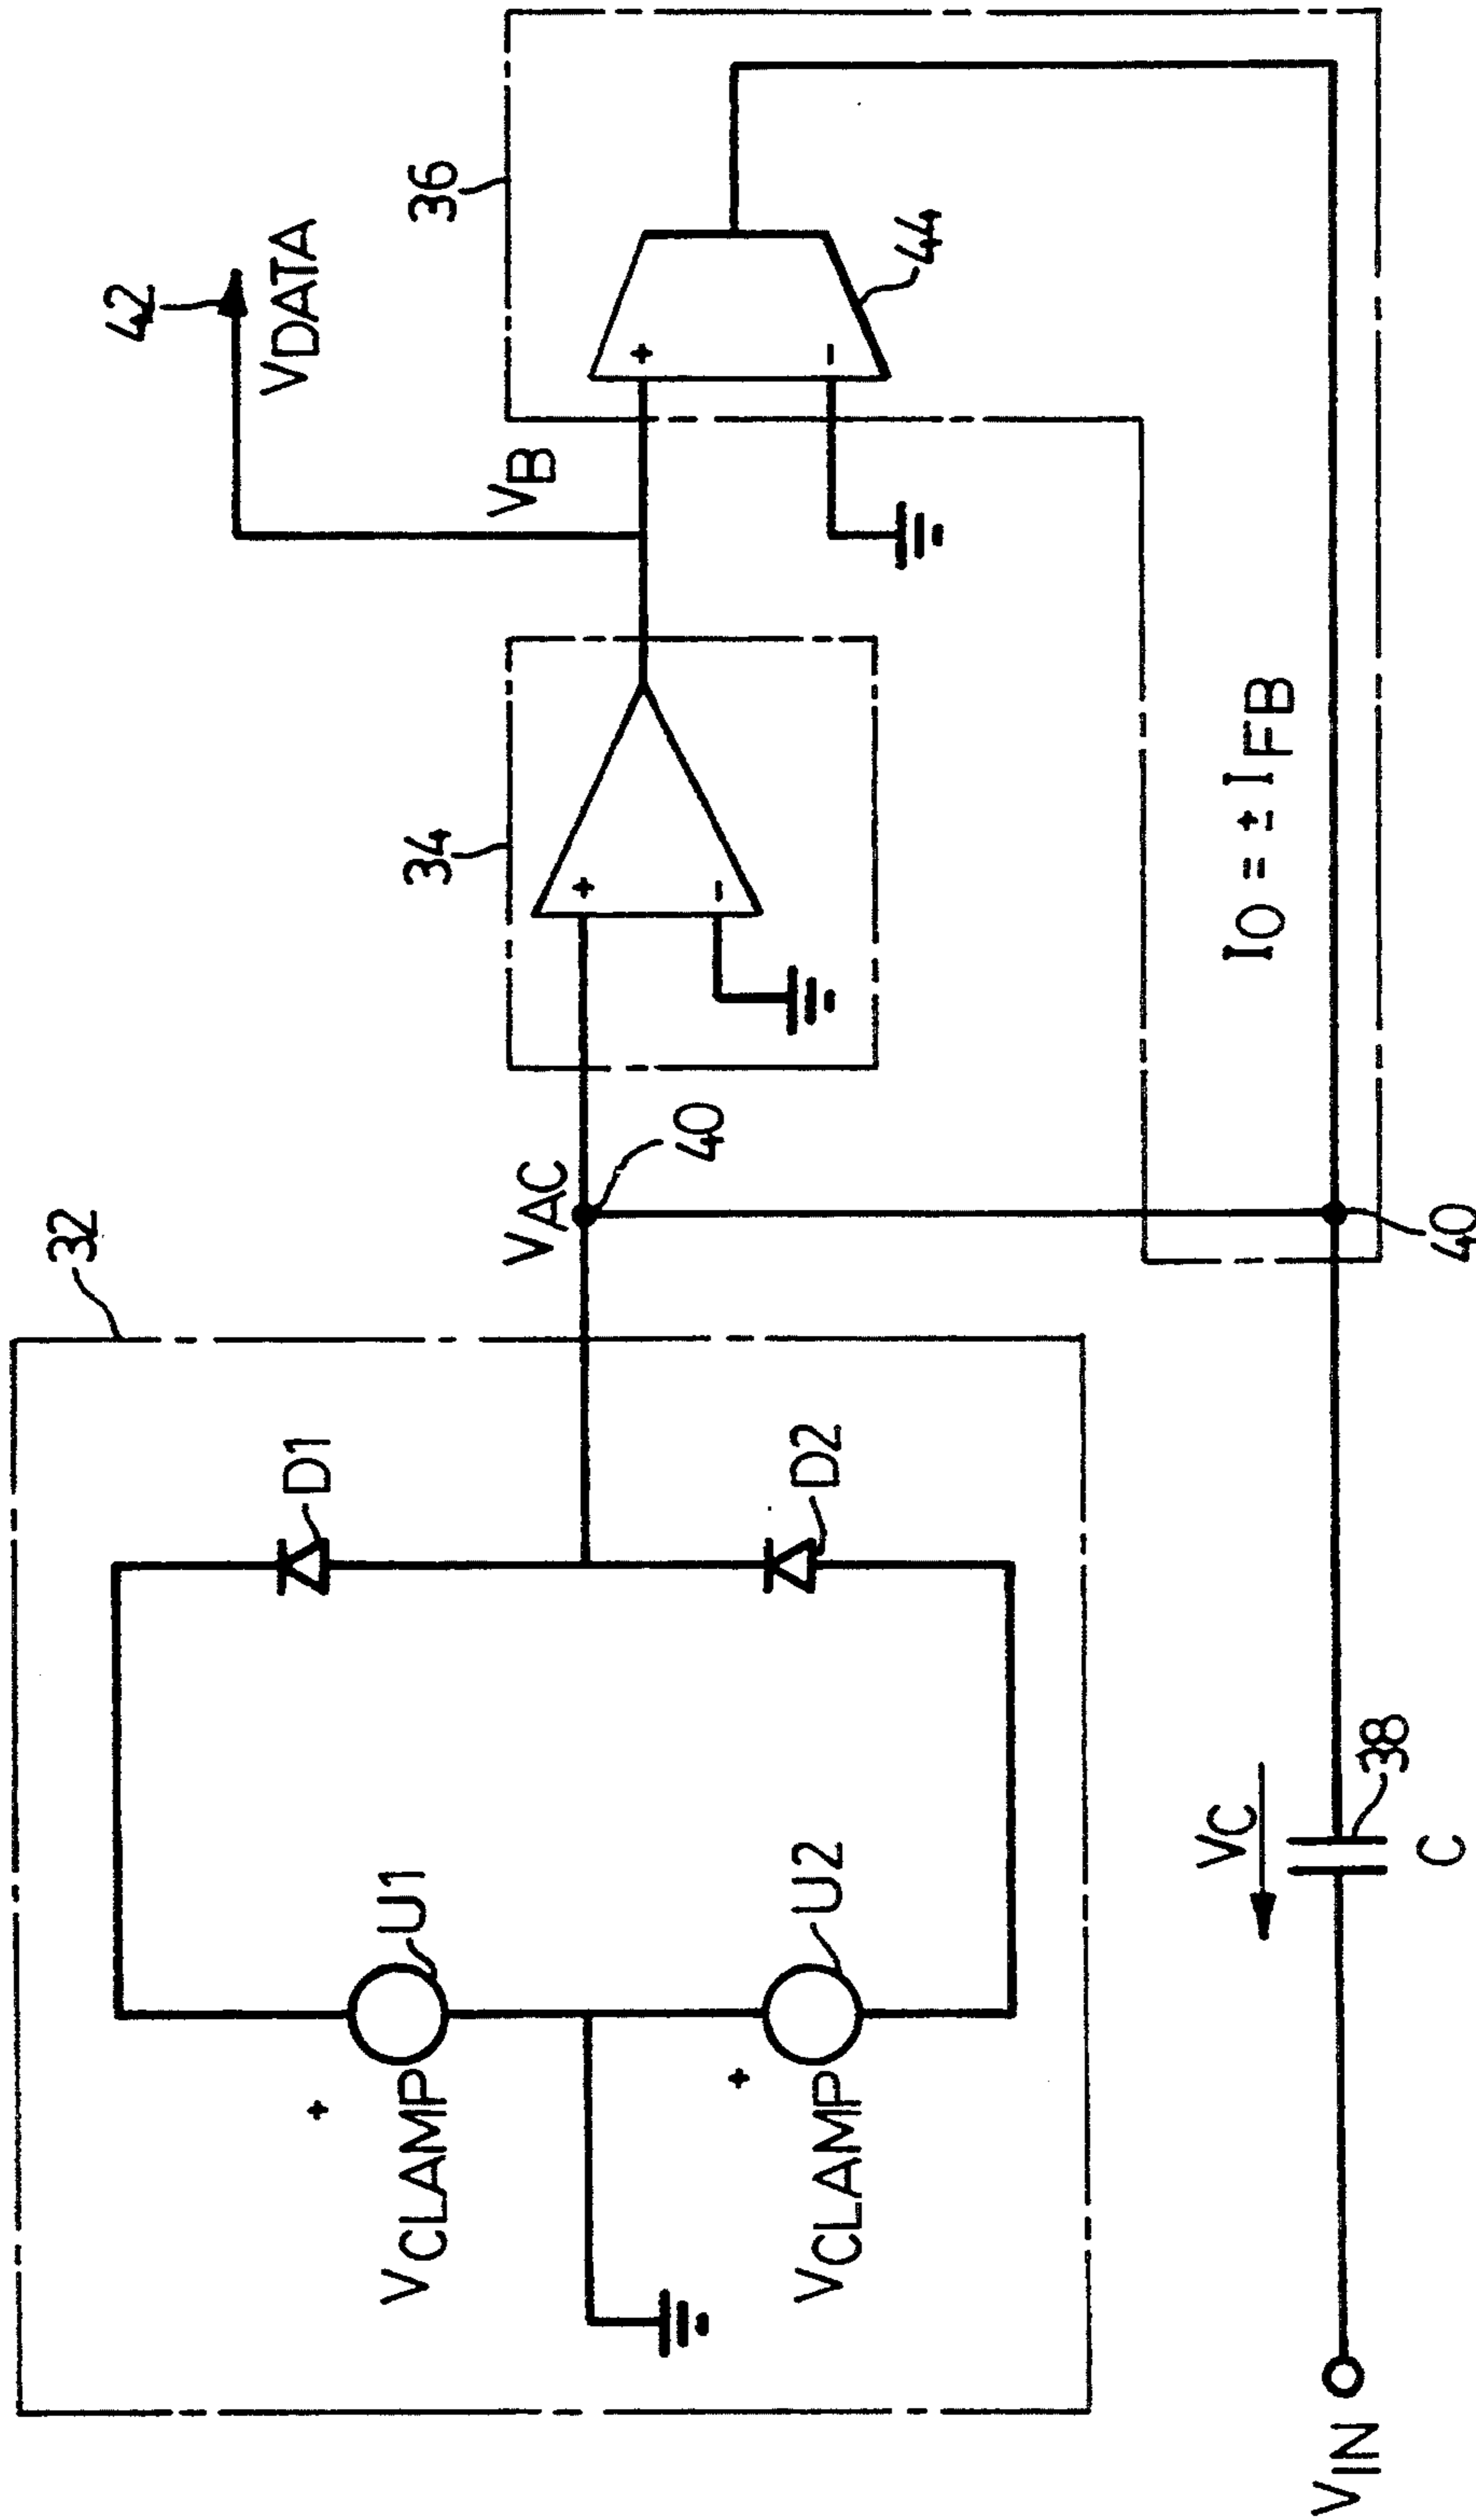 42
VDATA
36
VB
+
-
44
34
+
-
32
VAC
40
D1
D2
+
VCLAMP
U1
+
VCLAMP
U2
IO = ± IFB
40
VC
38
C
VIN